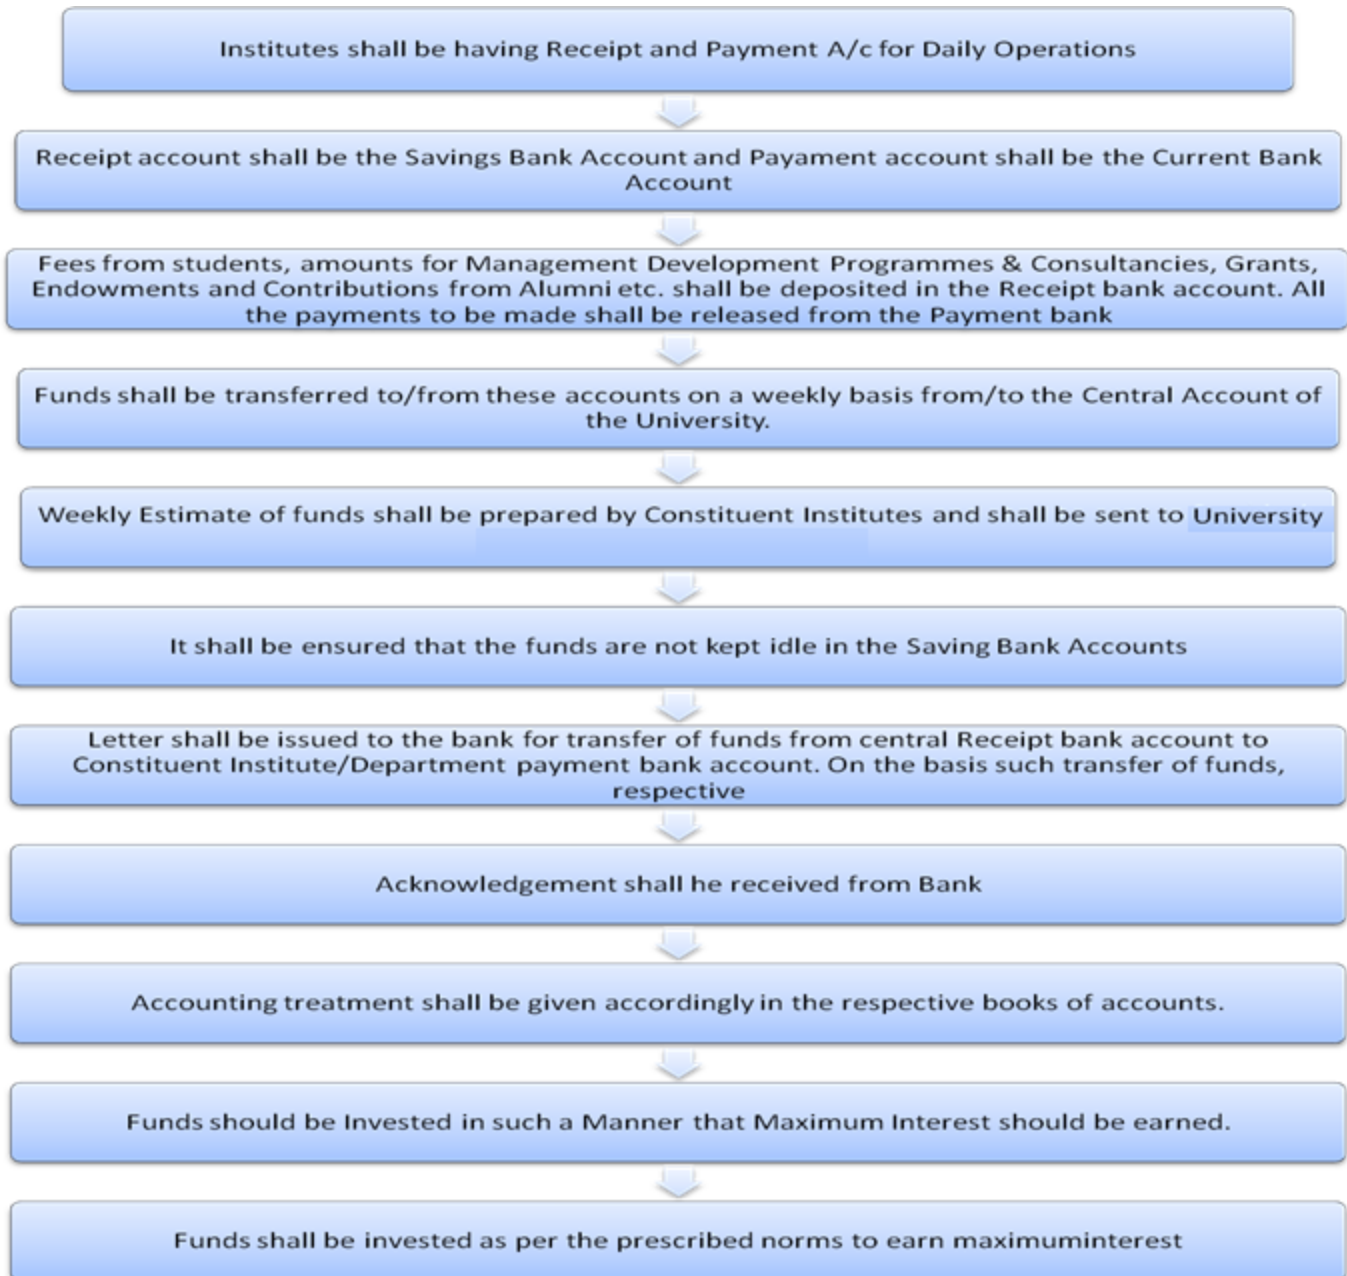 Institutes shall be having Receipt and Payment A/c for Daily Operations
Receipt account shall be the Savings Bank Account and Payament account shall be the Current Bank
Account
Fees from students, amounts for Management Development Programmes & Consultancies, Grants,
Endowments and Contributions from Alumni etc. shall be deposited in the Receipt bank account. All
the payments to be made shall be released from the Payment bank
Funds shall be transferred to/from these accounts on a weekly basis from/to the Central Account of
the University.
Weekly Estimate of funds shall be prepared by Constituent Institutes and shall be sent to University
It shall be ensured that the funds are not kept idle in the Saving Bank Accounts
Letter shall be issued to the bank for transfer of funds from central Receipt bank account to
Constituent Institute/Department payment bank account. On the basis such transfer of funds,
respective
Acknowledgement shall he received from Bank
Accounting treatment shall be given accordingly in the respective books of accounts.
Funds should be Invested in such a Manner that Maximum Interest should be earned.
Funds shall be invested as per the prescribed norms to earn maximuminterest